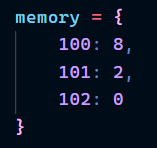 memory = {
    100: 8,
    101: 2,
    102: 0
}